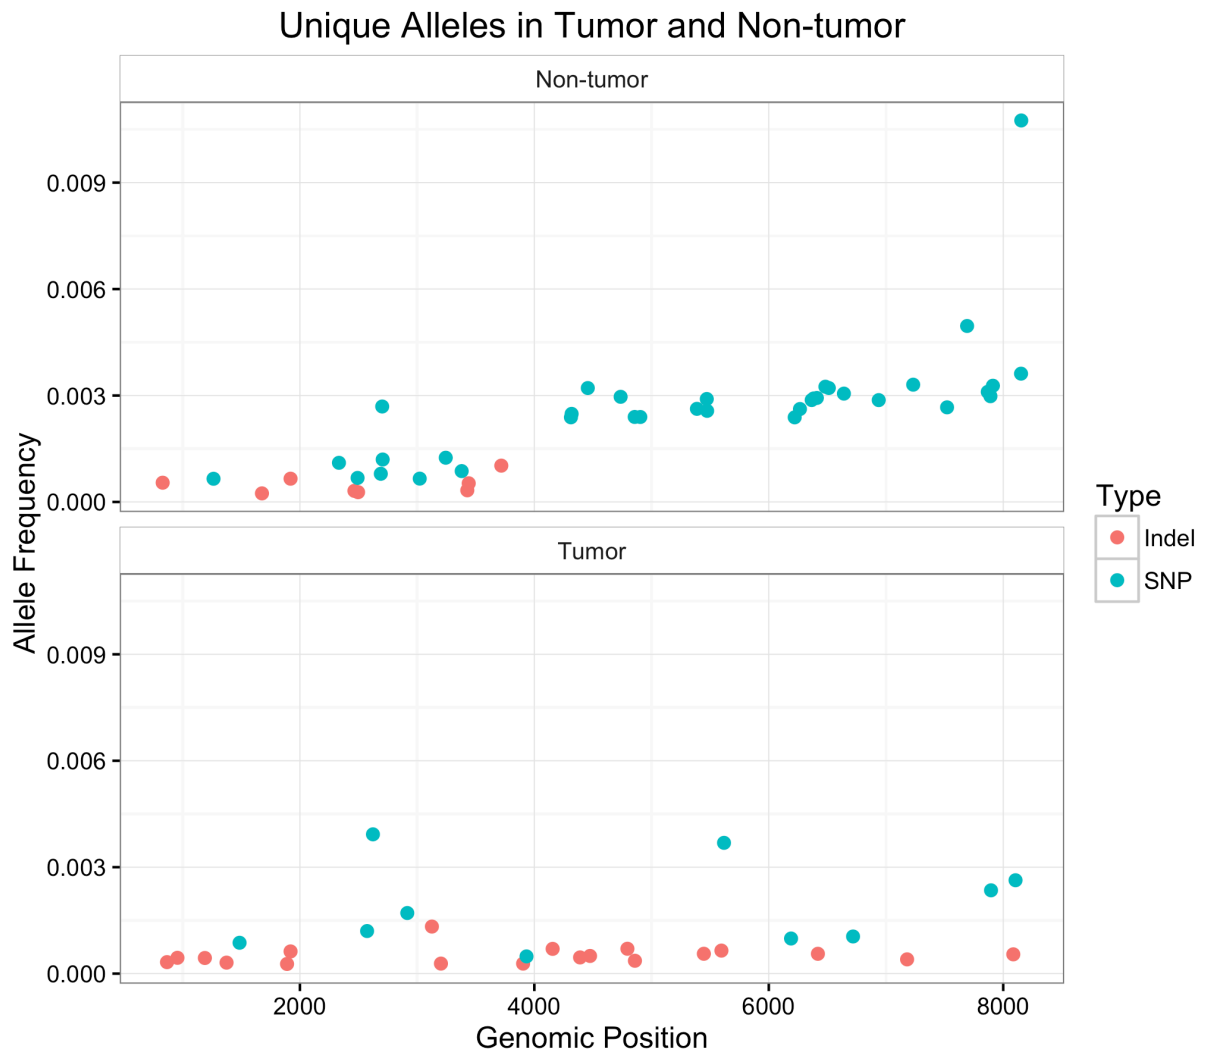 Unique Alleles in Tumor and Non-tumor
Non-tumor
0.009
0.006
0.003
0.000
Tumor
0.009
0.006
0.003
0.000
Allele Frequency
2000 4000 6000 8000
Genomic Position
Type
Indel
SNP